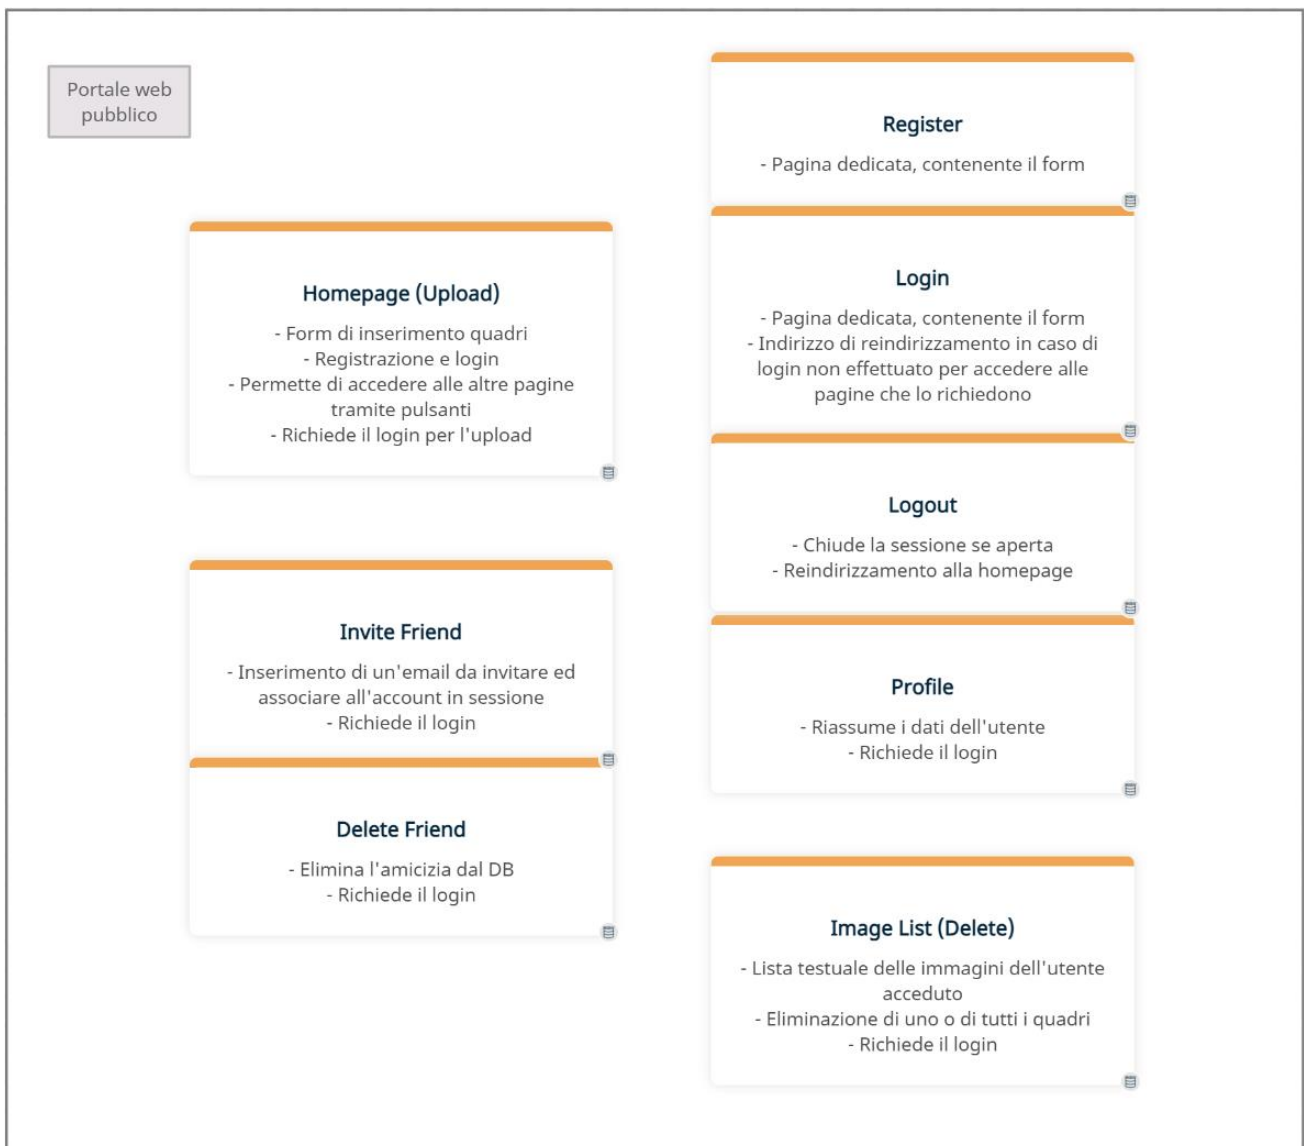 Portale web
pubblico
Homepage (Upload)
- Form di inserimento quadri
- Registrazione e login
- Permette di accedere alle altre pagine
tramite pulsanti
- Richiede il login per l'upload
Invite Friend
- Inserimento di un'email da invitare ed
associare all'account in sessione
- Richiede il login
Delete Friend
- Elimina l'amicizia dal DB
- Richiede il login
Register
- Pagina dedicata, contenente il form
Login
- Pagina dedicata, contenente il form
- Indirizzo di reindirizzamento in caso di
login non effettuato per accedere alle
pagine che lo richiedono
Logout
- Chiude la sessione se aperta
- Reindirizzamento alla homepage
Profile
- Riassume i dati dell'utente
- Richiede il login
Image List (Delete)
- Lista testuale delle immagini dell'utente
acceduto
- Eliminazione di uno o di tutti i quadri
- Richiede il login